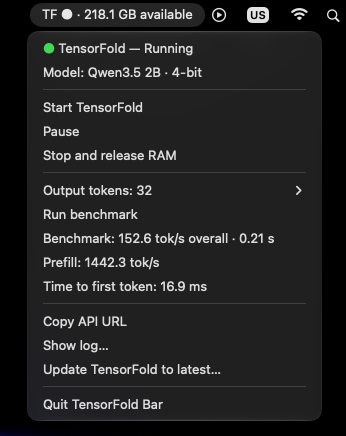 TF ● · 218.1 GB available US
TensorFold — Running
Model: Qwen3.5 2B · 4-bit
Start TensorFold
Pause
Stop and release RAM
Output tokens: 32
Run benchmark
Benchmark: 152.6 tok/s overall · 0.21 s
Prefill: 1442.3 tok/s
Time to first token: 16.9 ms
Copy API URL
Show log...
Update TensorFold to latest...
Quit TensorFold Bar